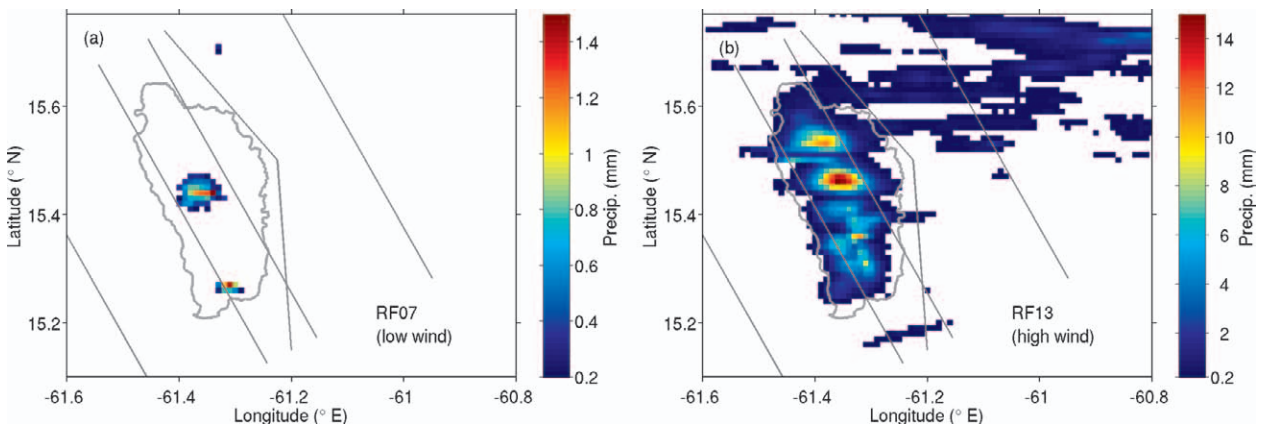 (a)
15.6
15.4
15.2
Latitude (° N)
-61.6
-61.4
-61.2
-61
-60.8
Longitude (° E)
RF07
(low wind)
1.4
1.2
1
0.8
0.6
0.4
0.2
Precip. (mm)
(b)
15.6
15.4
15.2
Latitude (° N)
-61.6
-61.4
-61.2
-61
-60.8
Longitude (° E)
RF13
(high wind)
14
12
10
8
6
4
2
0.2
Precip. (mm)